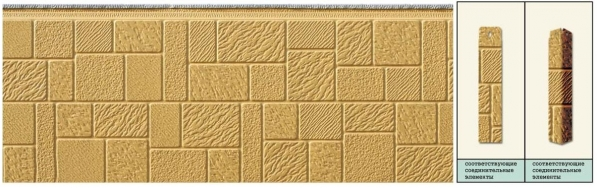 соответствующие
соединительные
элементы
соответствующие
соединительные
элементы